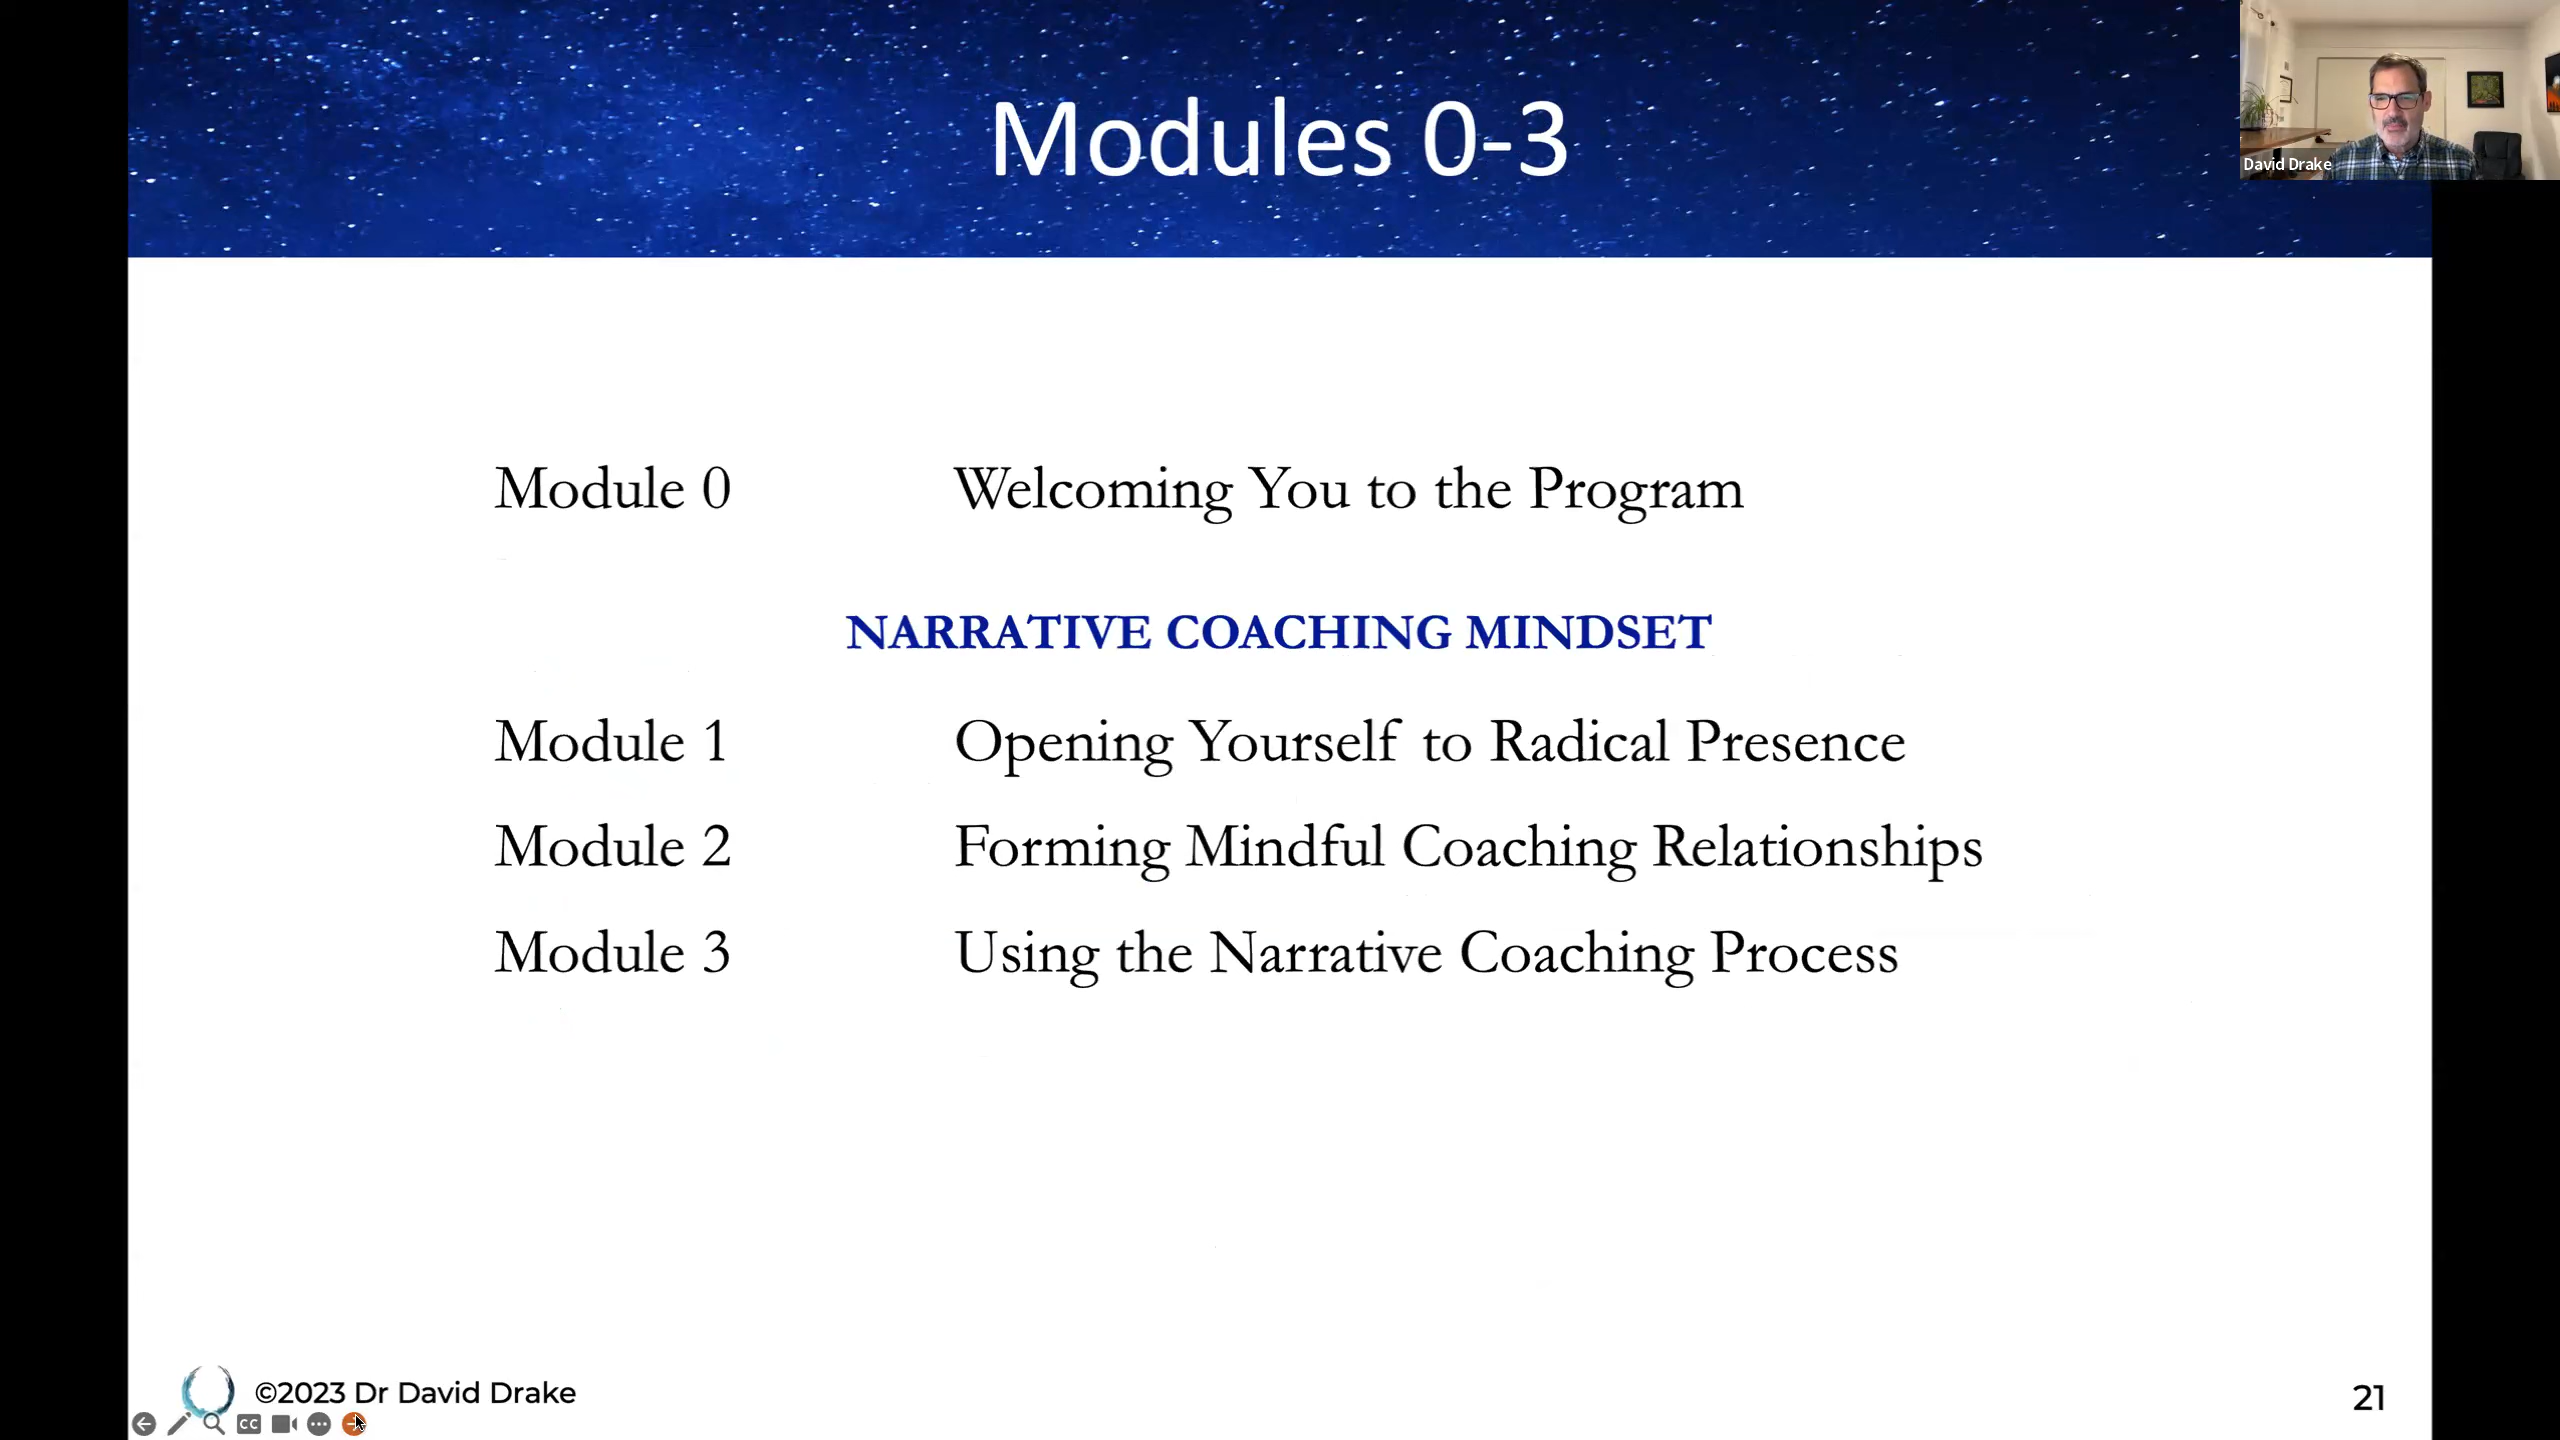 Modules 0-3
David Drake
Module 0 Welcoming You to the Program
NARRATIVE COACHING MINDSET
Module 1 Opening Yourself to Radical Presence
Module 2 Forming Mindful Coaching Relationships
Module 3 Using the Narrative Coaching Process
©2023 Dr David Drake
21
CC